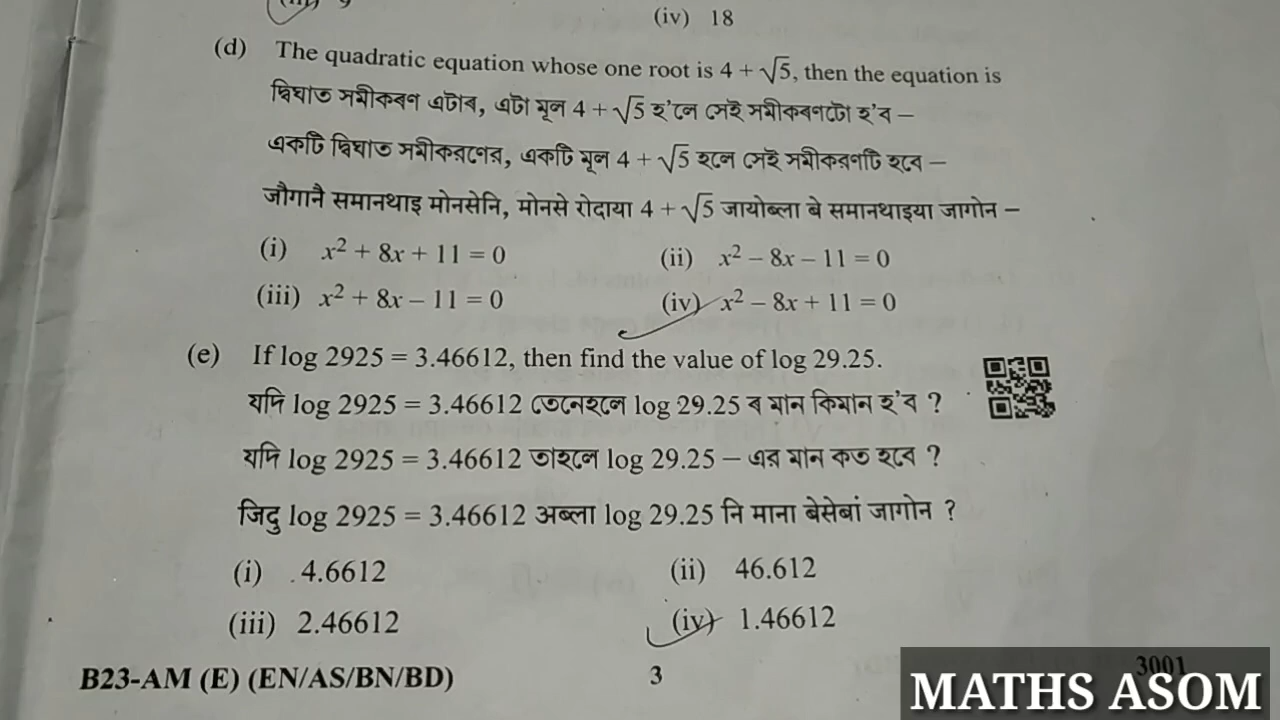 (iv) 18
(d) The quadratic equation whose one root is 4 + √5, then the equation is
দ্বিঘাত সমীকৰণ এটাৰ, এটা মূল 4 + √5 হ'লে সেই সমীকৰণটো হ'ব –
একটি দ্বিঘাত সমীকরণের, একটি মূল 4 + √5 হলে সেই সমীকরণটি হবে –
जौगानै समानथाइ मोनसेनि, मोनसे रोदाया 4 + √5 जायोब्ला बे समानथाइया जागोन –
(i) x² + 8x + 11 = 0 (ii) x² – 8x – 11 = 0
(iii) x² + 8x – 11 = 0 (iv) x² – 8x + 11 = 0
(e) If log 2925 = 3.46612, then find the value of log 29.25.
যদি log 2925 = 3.46612 তেনেহলে log 29.25 ৰ মান কিমান হ'ব ?
যদি log 2925 = 3.46612 তাহলে log 29.25 – এর মান কত হবে ?
जिदु log 2925 = 3.46612 अब्ला log 29.25 नि माना बेसेबां जागोन ?
(i) 4.6612 (ii) 46.612
(iii) 2.46612 (iv) 1.46612
B23-AM (E) (EN/AS/BN/BD) 3 3001
MATHS ASOM